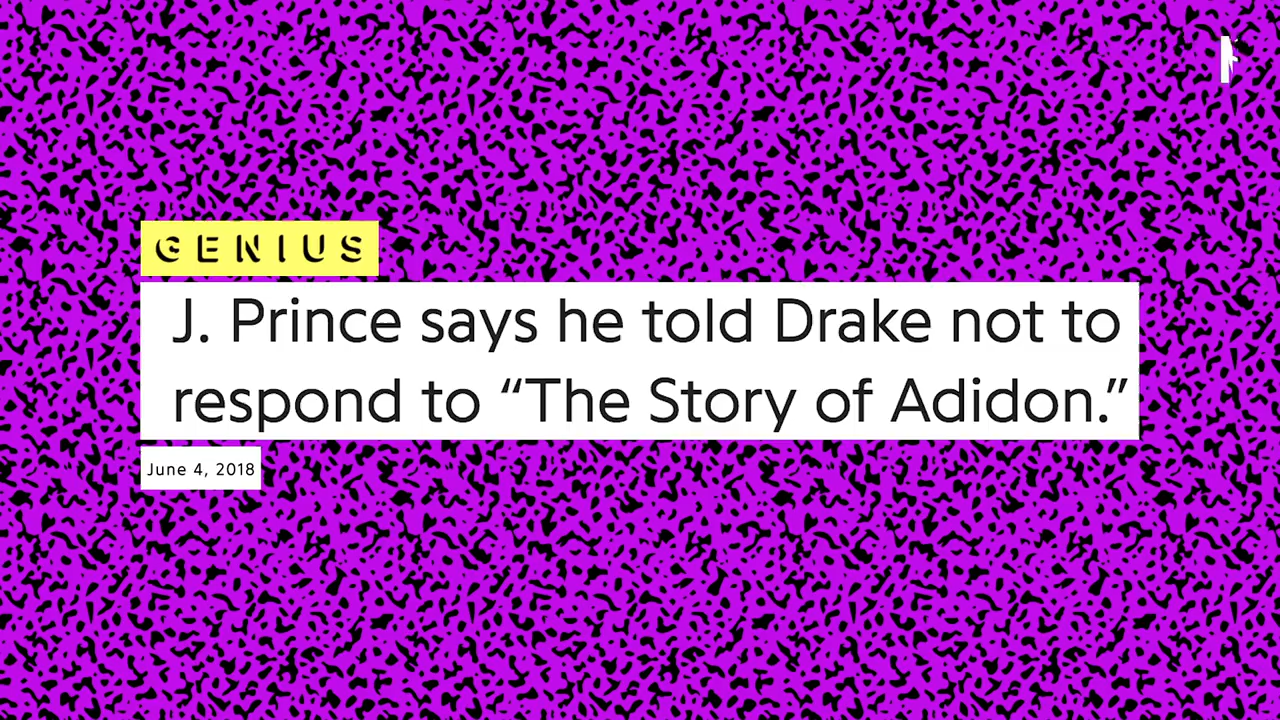 GENIUS
J. Prince says he told Drake not to
respond to “The Story of Adidon.”
June 4, 2018